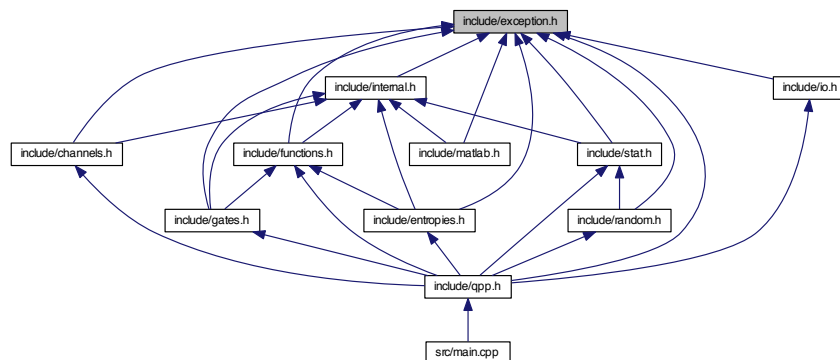 include/exception.h
include/internal.h
include/io.h
include/channels.h
include/functions.h
include/matlab.h
include/stat.h
include/gates.h
include/entropies.h
include/random.h
include/qpp.h
src/main.cpp